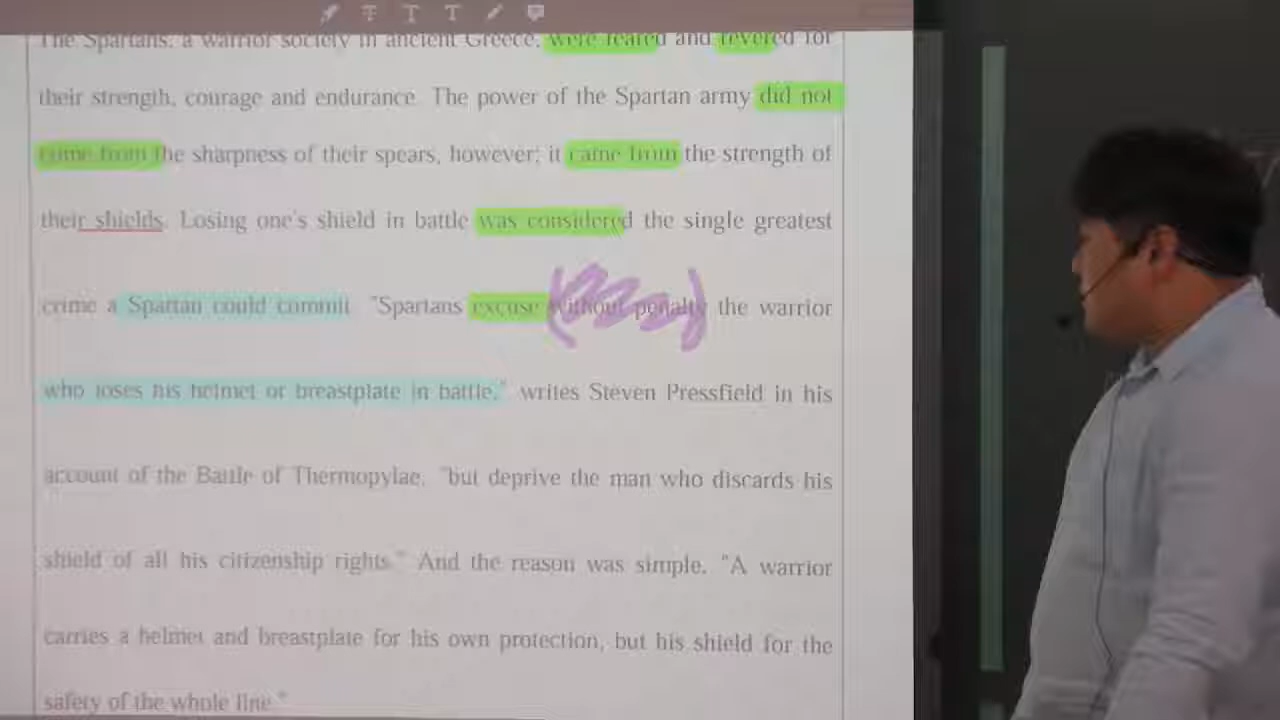 The Spartans, a warrior society in ancient Greece, were feared and revered for
their strength, courage and endurance. The power of the Spartan army did not
come from the sharpness of their spears, however; it came from the strength of
their shields. Losing one's shield in battle was considered the single greatest
crime a Spartan could commit. "Spartans excuse without penalty the warrior
who loses his helmet or breastplate in battle," writes Steven Pressfield in his
account of the Battle of Thermopylae, "but deprive the man who discards his
shield of all his citizenship rights." And the reason was simple. "A warrior
carries a helmet and breastplate for his own protection, but his shield for the
safety of the whole line."